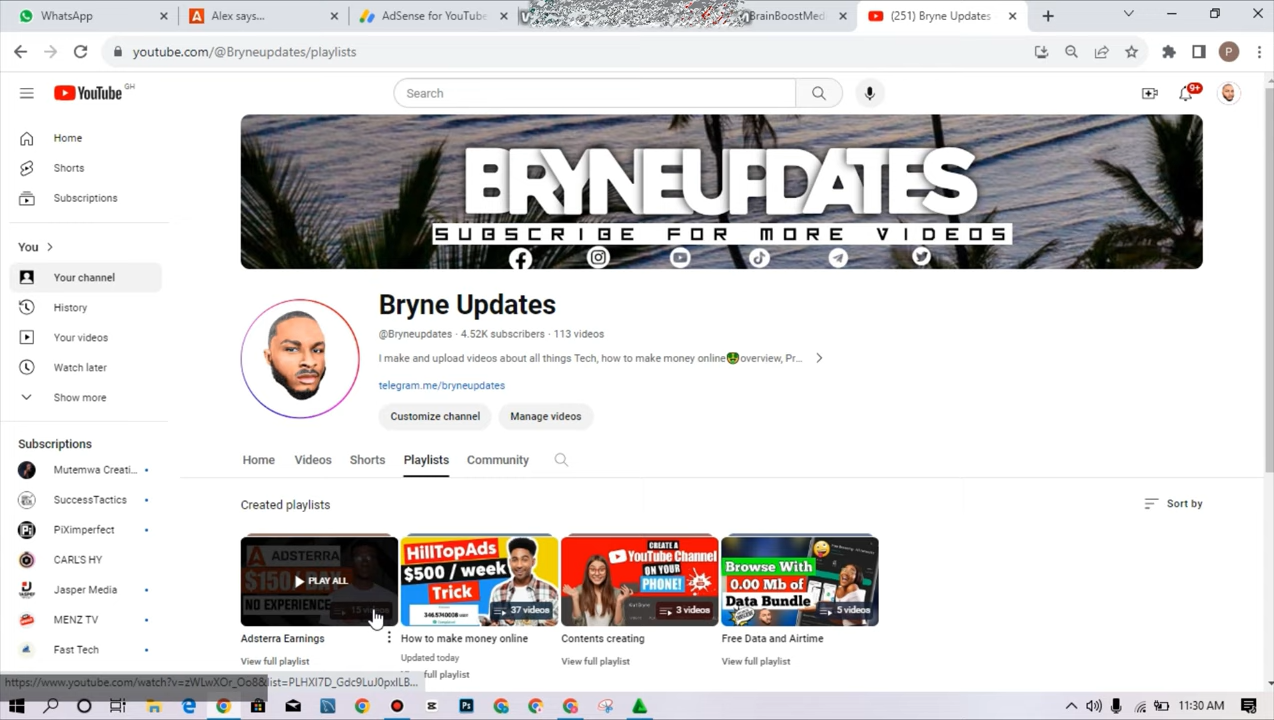 WhatsApp
Alex says...
AdSense for YouTube
BrainBoostMedi
(251) Bryne Updates -
youtube.com/@Bryneupdates/playlists
P
YouTube GH
Search
9+
Home
Shorts
Subscriptions
You
Your channel
History
Your videos
Watch later
Show more
Subscriptions
Mutemwa Creati...
SuccessTactics
PiXimperfect
CARL'S HY
Jasper Media
MENZ TV
Fast Tech
BRYNEUPDATES
SUBSCRIBE FOR MORE VIDEOS
Bryne Updates
@Bryneupdates · 4.52K subscribers · 113 videos
I make and upload videos about all things Tech, how to make money online🤑overview, Pr...
telegram.me/bryneupdates
Customize channel
Manage videos
Home
Videos
Shorts
Playlists
Community
Created playlists
Sort by
ADSTERRA
$150/DAY
NO EXPERIENCE
PLAY ALL
15 videos
Adsterra Earnings
View full playlist
HillTopAds
$500 / week
Trick
37 videos
How to make money online
Updated today
full playlist
CREATE A
YouTube Channel
ON YOUR
PHONE!
3 videos
Contents creating
View full playlist
Browse With
0.00 Mb of
Data Bundle
5 videos
Free Data and Airtime
View full playlist
https://www.youtube.com/watch?v=zWLwXOr_Oo8&list=PLHXI7D_Gdc9LuJ0pxILB...
11:30 AM